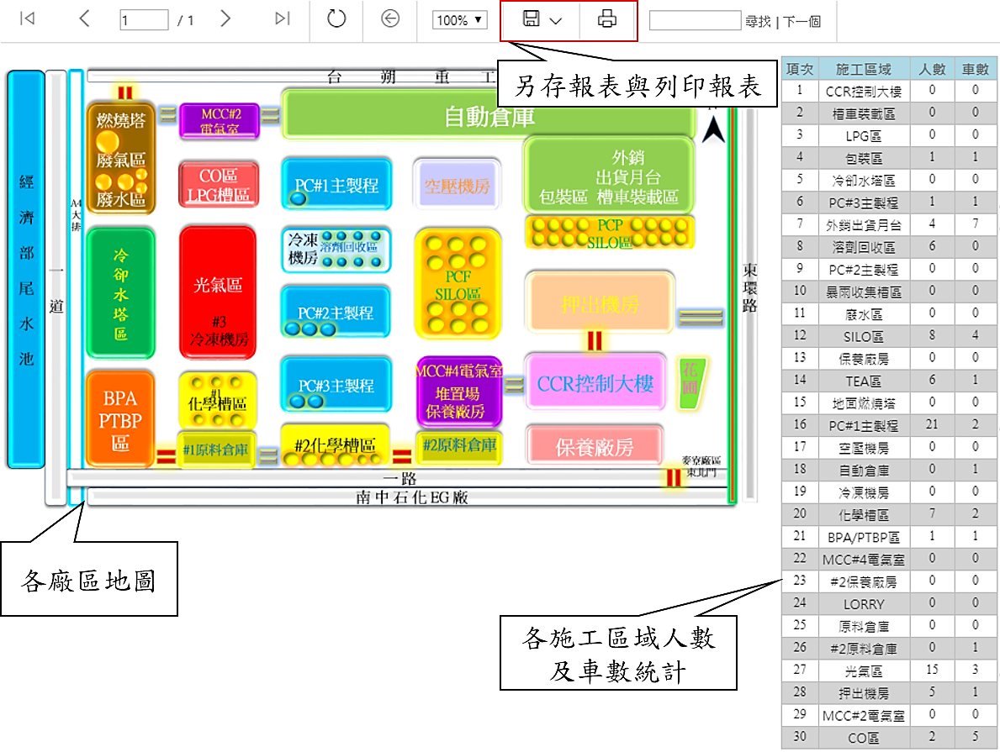 1 / 1 100% ▼ 尋找 | 下一個
另存報表與列印報表
台朔重工
經濟部尾水池
A4大排
一道
燃燒塔
廢氣區
廢水區
MCC#2
電氣室
自動倉庫
CO區
LPG槽區
PC#1主製程
空壓機房
外銷
出貨月台
包裝區 槽車裝載區
PCP
SILO區
冷卻水塔區
光氣區
#3
冷凍機房
冷凍
機房
溶劑回收區
PC#2主製程
PCF
SILO區
押出機房
東環路
BPA
PTBP
區
#1
化學槽區
#1原料倉庫
PC#3主製程
#2化學槽區
MCC#4電氣室
堆置場
保養廠房
#2原料倉庫
CCR控制大樓
花圃
保養廠房
麥寮廠區
東北門
一路
南中石化EG廠
各廠區地圖
各施工區域人數
及車數統計
項次 施工區域 人數 車數
1 CCR控制大樓 0 0
2 槽車裝載區 0 0
3 LPG區 0 0
4 包裝區 1 1
5 冷卻水塔區 0 0
6 PC#3主製程 1 1
7 外銷出貨月台 4 7
8 溶劑回收區 6 0
9 PC#2主製程 0 0
10 暴雨收集槽區 0 0
11 廢水區 0 0
12 SILO區 8 4
13 保養廠房 0 0
14 TEA區 6 1
15 地面燃燒塔 0 0
16 PC#1主製程 21 2
17 空壓機房 0 0
18 自動倉庫 0 1
19 冷凍機房 0 0
20 化學槽區 7 2
21 BPA/PTBP區 1 1
22 MCC#4電氣室 0 0
23 #2保養廠房 0 0
24 LORRY 0 0
25 原料倉庫 0 0
26 #2原料倉庫 0 1
27 光氣區 15 3
28 押出機房 5 1
29 MCC#2電氣室 0 0
30 CO區 2 5